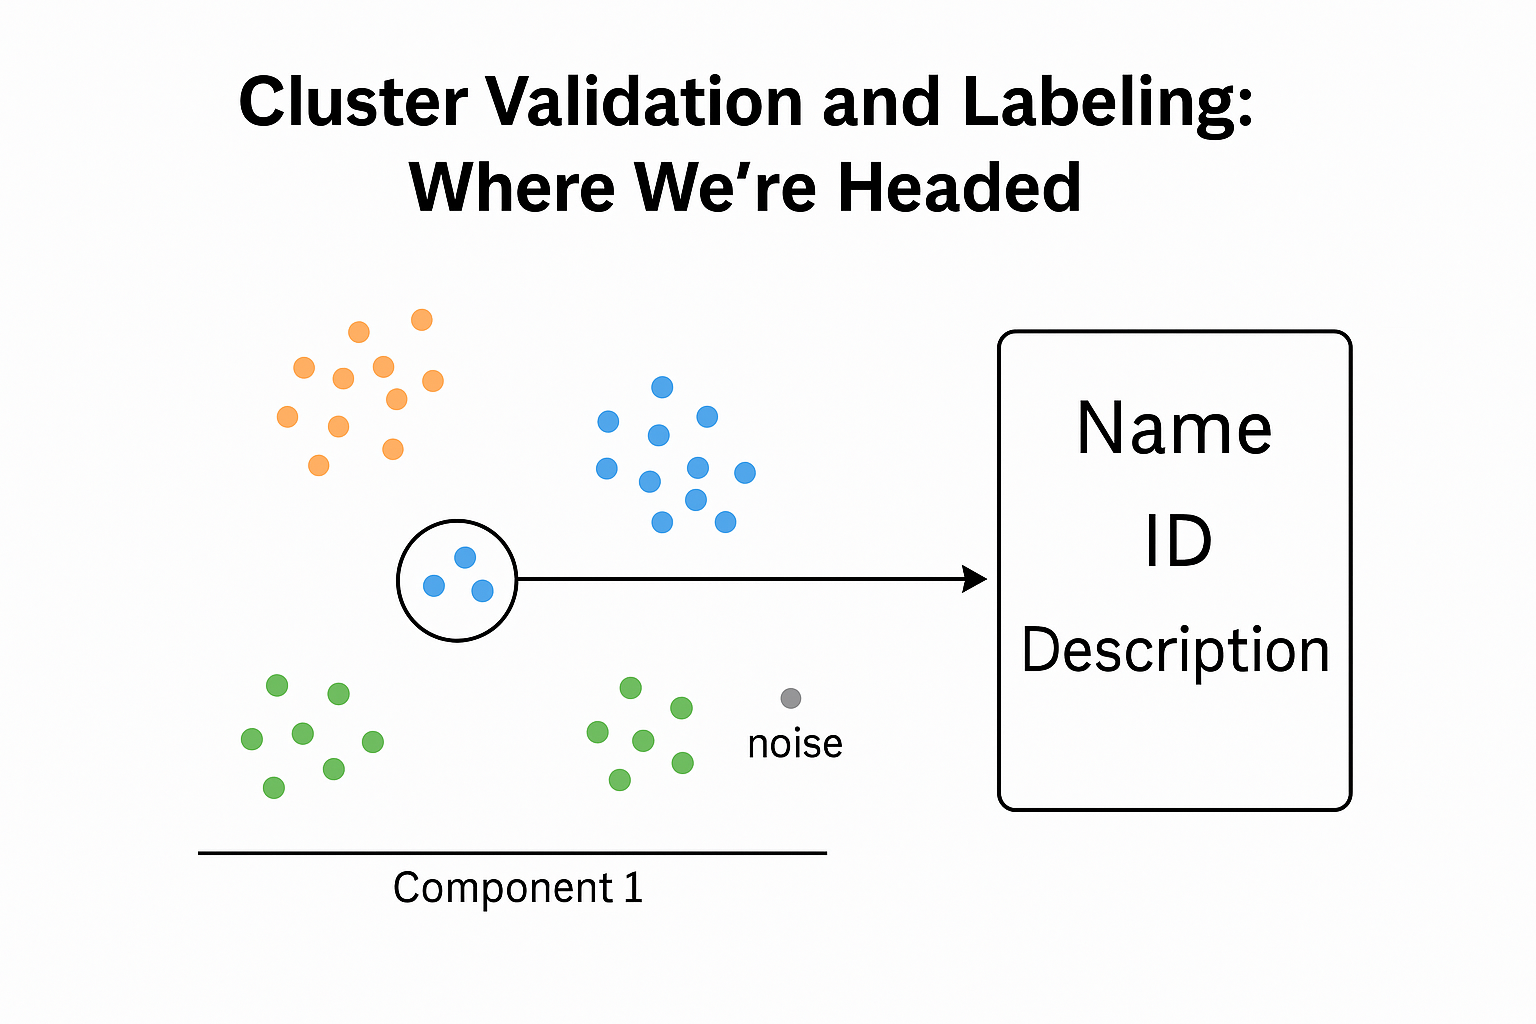 Cluster Validation and Labeling:
Where We’re Headed
Name
ID
Description
noise
Component 1